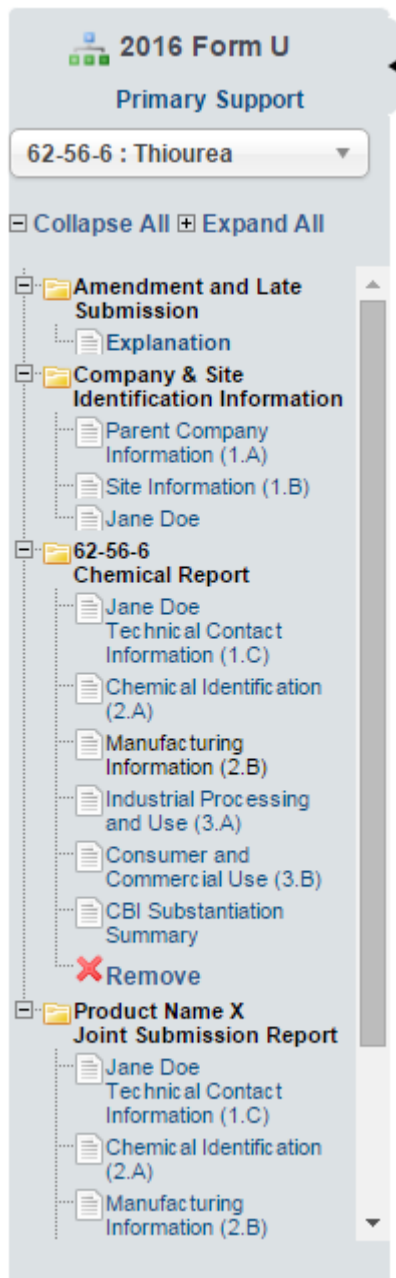 2016 Form U
Primary Support
62-56-6 : Thiourea
Collapse All Expand All
Amendment and Late
Submission
Explanation
Company & Site
Identification Information
Parent Company
Information (1.A)
Site Information (1.B)
Jane Doe
62-56-6
Chemical Report
Jane Doe
Technical Contact
Information (1.C)
Chemical Identification
(2.A)
Manufacturing
Information (2.B)
Industrial Processing
and Use (3.A)
Consumer and
Commercial Use (3.B)
CBI Substantiation
Summary
Remove
Product Name X
Joint Submission Report
Jane Doe
Technical Contact
Information (1.C)
Chemical Identification
(2.A)
Manufacturing
Information (2.B)